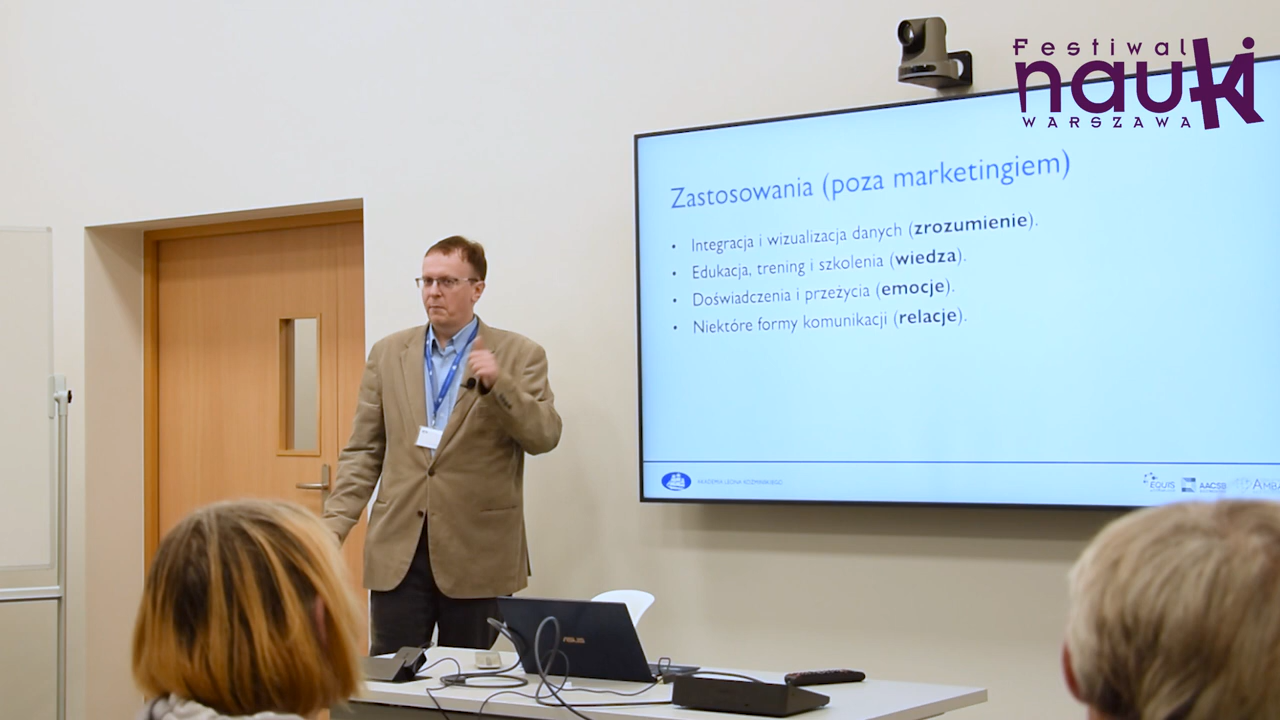 Festiwal
nauki
WARSZAWA
Zastosowania (poza marketingiem)
• Integracja i wizualizacja danych (zrozumienie).
• Edukacja, trening i szkolenia (wiedza).
• Doświadczenia i przeżycia (emocje).
• Niektóre formy komunikacji (relacje).
AKADEMIA LEONA KOŹMIŃSKIEGO
EQUIS
AACSB
ASUS